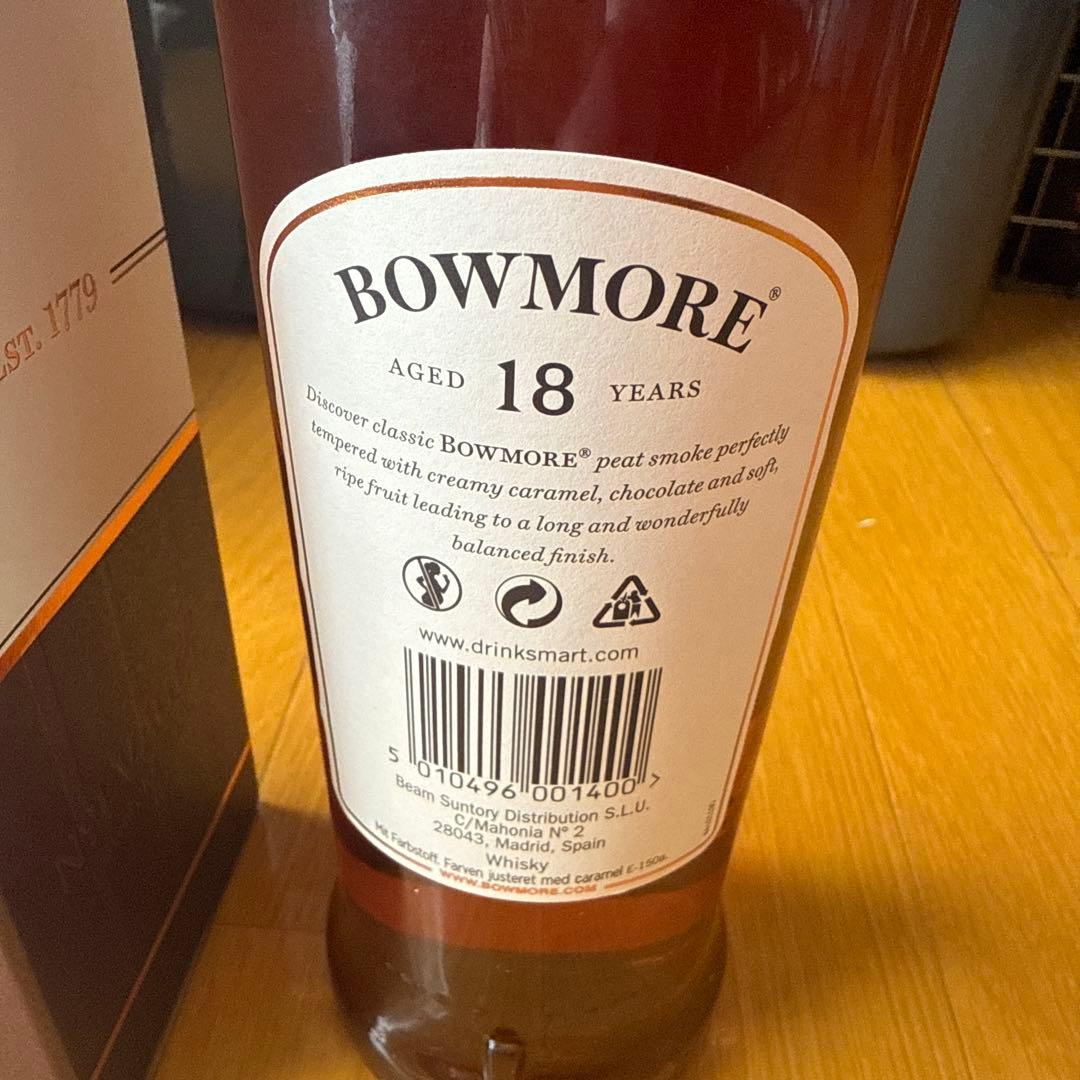 EST. 1779
BOWMORE®
AGED 18 YEARS
Discover classic BOWMORE® peat smoke perfectly
tempered with creamy caramel, chocolate and soft,
ripe fruit leading to a long and wonderfully
balanced finish.
www.drinksmart.com
5 010496 001400 >
Beam Suntory Distribution S.L.U.
C/Mahonia Nº 2
28043, Madrid, Spain
Whisky
Mit Farbstoff. Farven justeret med caramel E-150a.
WWW.BOWMORE.COM